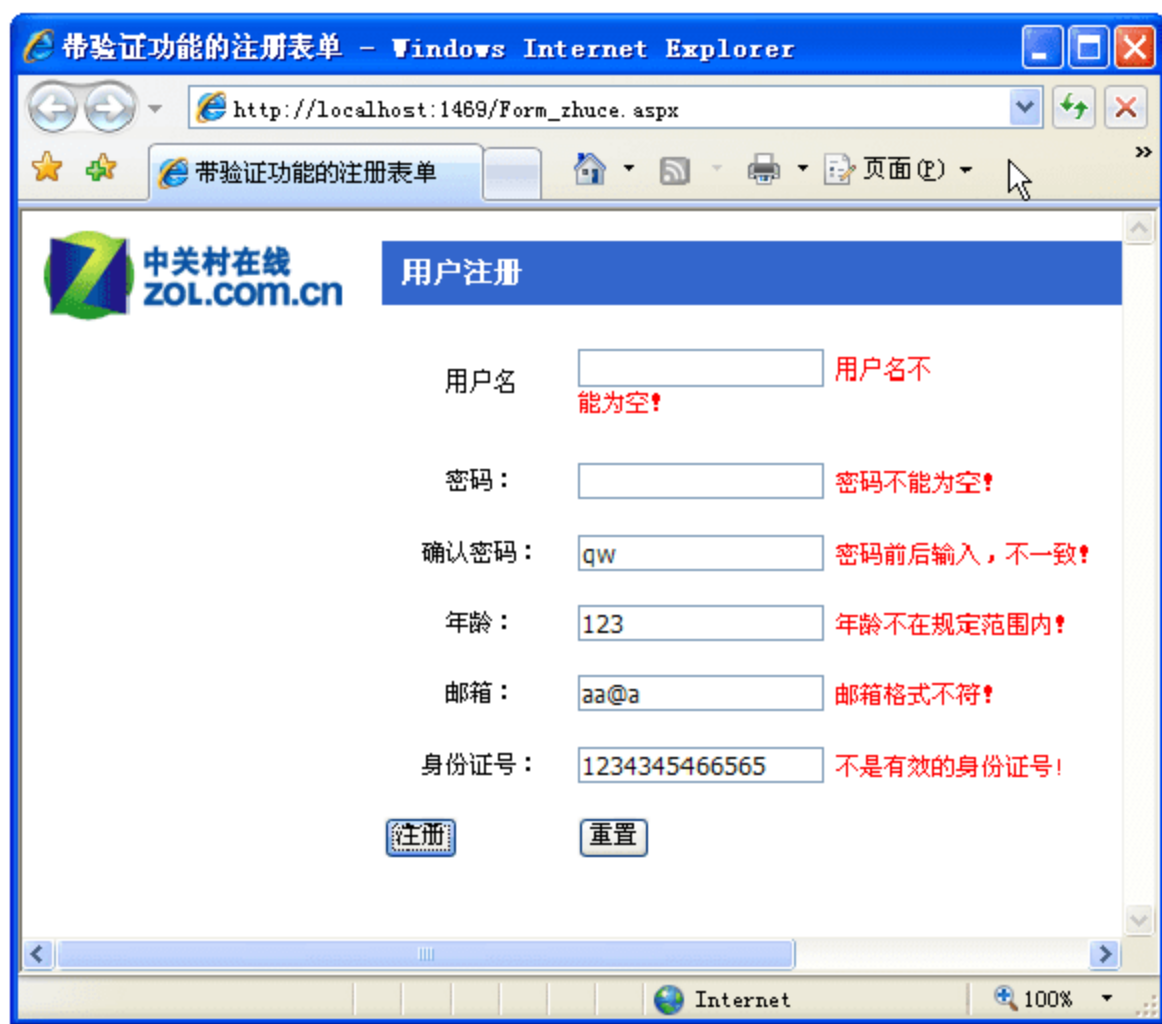 带验证功能的注册表单 - Windows Internet Explorer
http://localhost:1469/Form_zhuce.aspx
带验证功能的注册表单
页面(P)
»
中关村在线
ZOL.com.cn
用户注册
用户名
用户名不
能为空!
密码：
密码不能为空!
确认密码：
qw
密码前后输入，不一致!
年龄：
123
年龄不在规定范围内!
邮箱：
aa@a
邮箱格式不符!
身份证号：
1234345466565
不是有效的身份证号!
注册
重置
Internet
100%